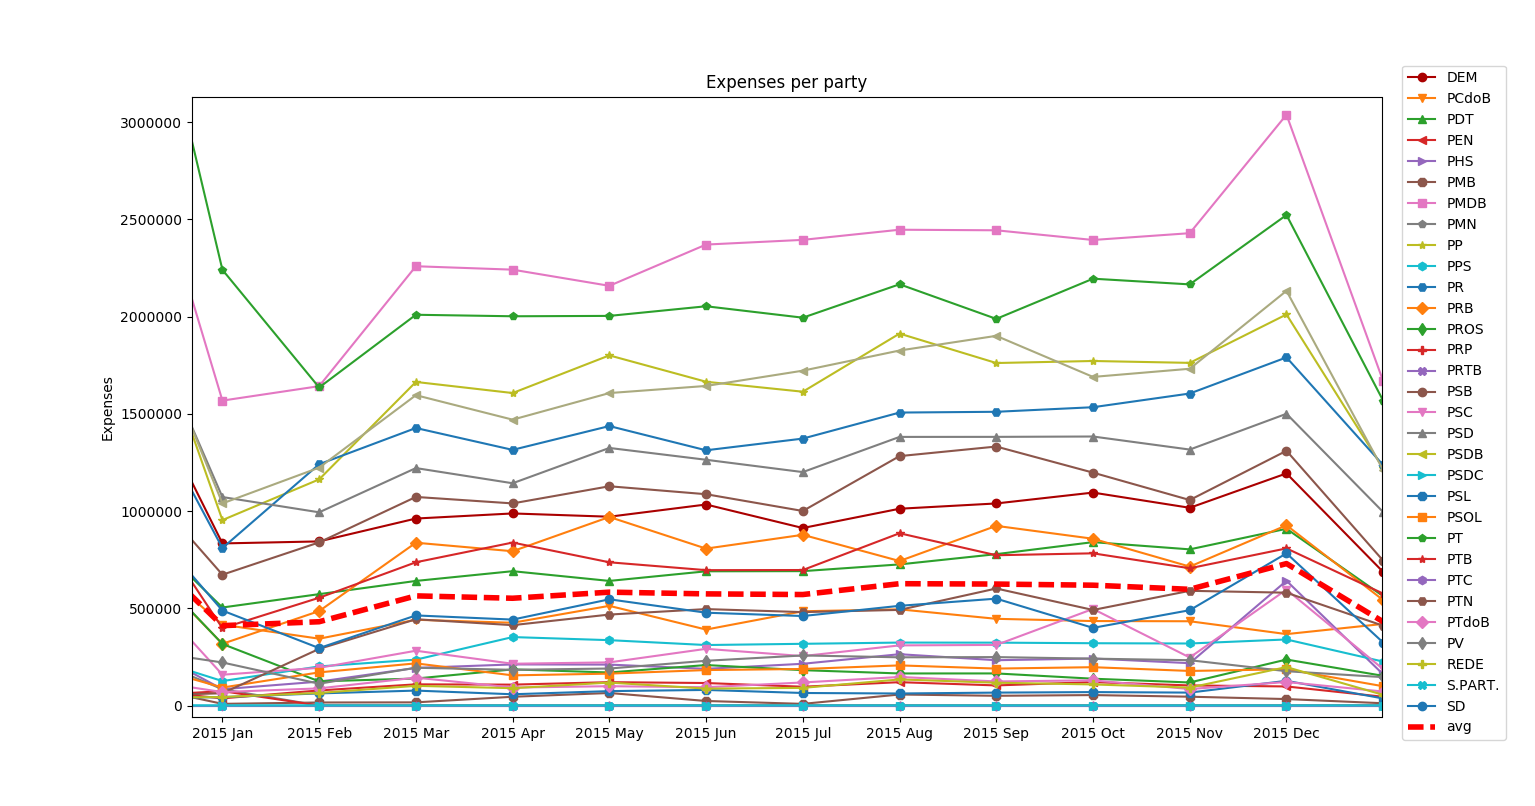 Expenses per party
3000000
2500000
2000000
1500000
1000000
500000
0
Expenses
2015 Jan
2015 Feb
2015 Mar
2015 Apr
2015 May
2015 Jun
2015 Jul
2015 Aug
2015 Sep
2015 Oct
2015 Nov
2015 Dec
DEM
PCdoB
PDT
PEN
PHS
PMB
PMDB
PMN
PP
PPS
PR
PRB
PROS
PRP
PRTB
PSB
PSC
PSD
PSDB
PSDC
PSL
PSOL
PT
PTB
PTC
PTN
PTdoB
PV
REDE
S.PART.
SD
avg